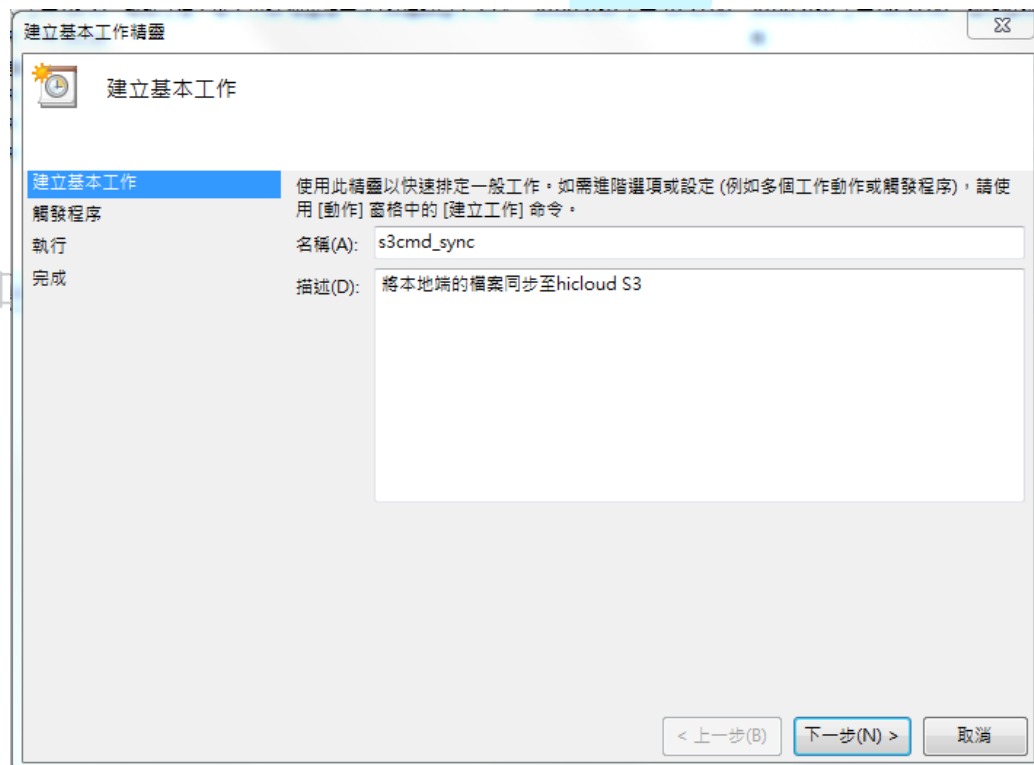 建立基本工作精靈
建立基本工作
建立基本工作
觸發程序
執行
完成
使用此精靈以快速排定一般工作。如需進階選項或設定 (例如多個工作動作或觸發程序)，請使
用 [動作] 窗格中的 [建立工作] 命令。
名稱(A): s3cmd_sync
描述(D): 將本地端的檔案同步至hicloud S3
< 上一步(B) 下一步(N) > 取消